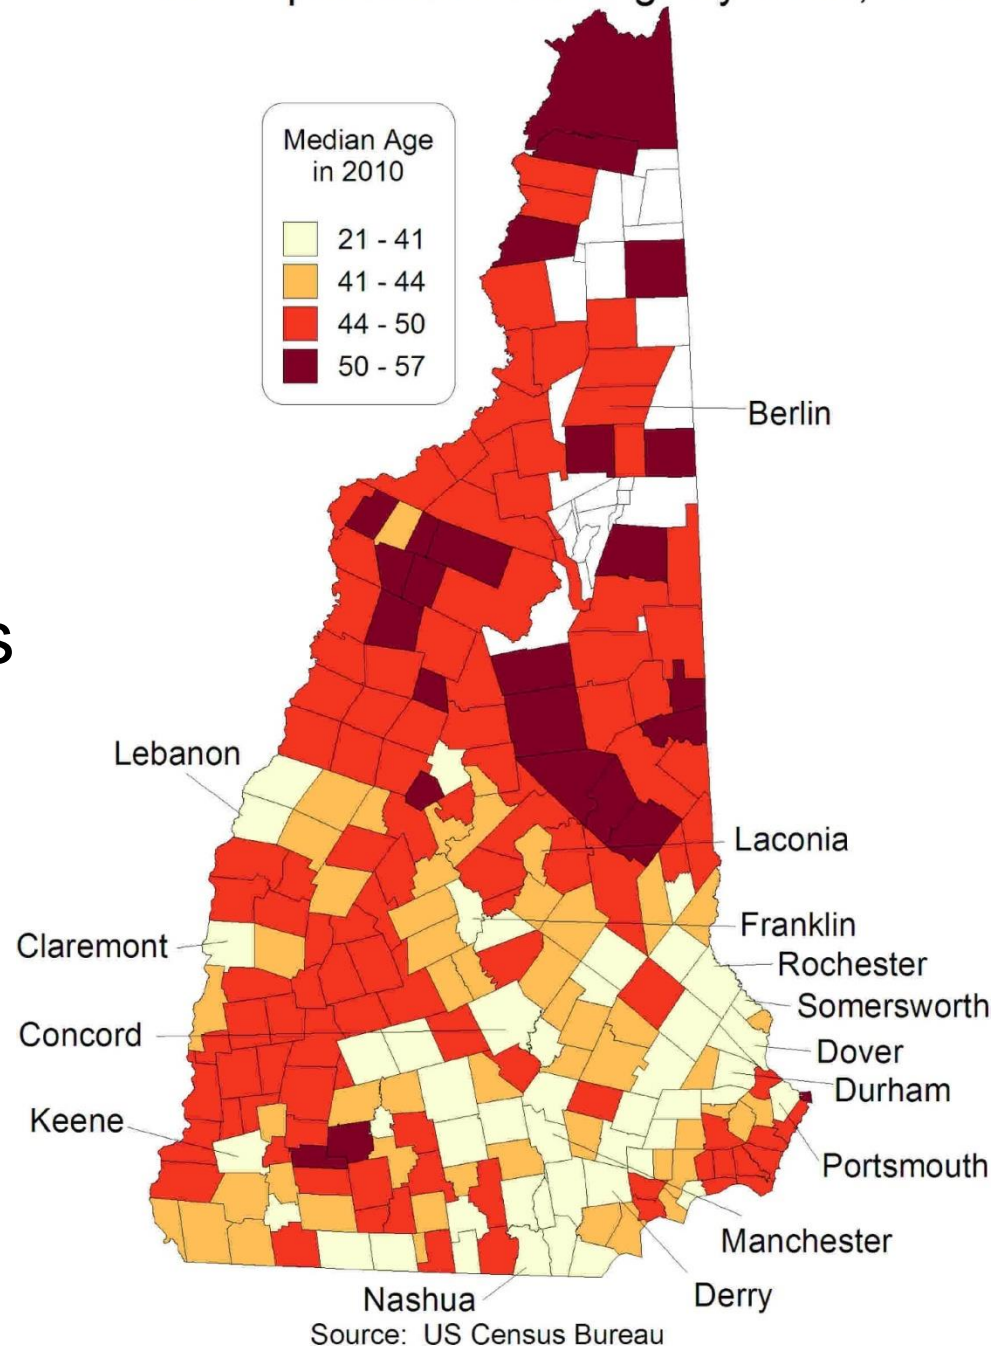 Median Age
in 2010
21 - 41
41 - 44
44 - 50
50 - 57
Berlin
s
Lebanon
Laconia
Claremont
Franklin
Rochester
Somersworth
Concord
Dover
Durham
Keene
Portsmouth
Manchester
Derry
Nashua
Source: US Census Bureau